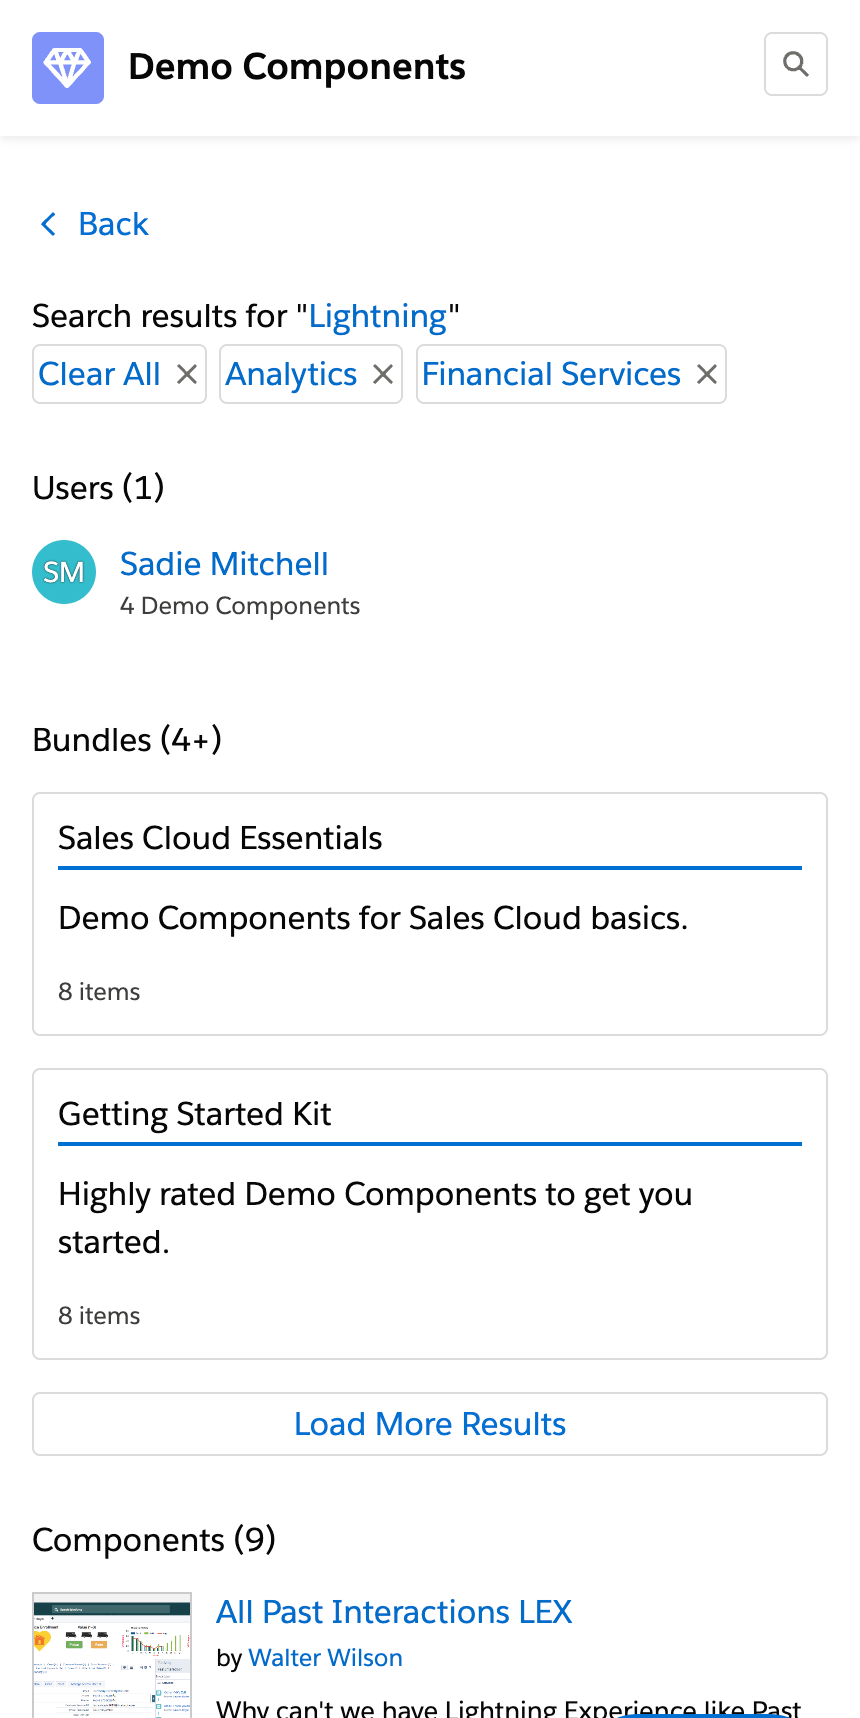 Demo Components
Back
Search results for "Lightning"
Clear All
Analytics
Financial Services
Users (1)
SM
Sadie Mitchell
4 Demo Components
Bundles (4+)
Sales Cloud Essentials
Demo Components for Sales Cloud basics.
8 items
Getting Started Kit
Highly rated Demo Components to get you
started.
8 items
Load More Results
Components (9)
All Past Interactions LEX
by Walter Wilson
Why can't we have Lightning Experience like Past